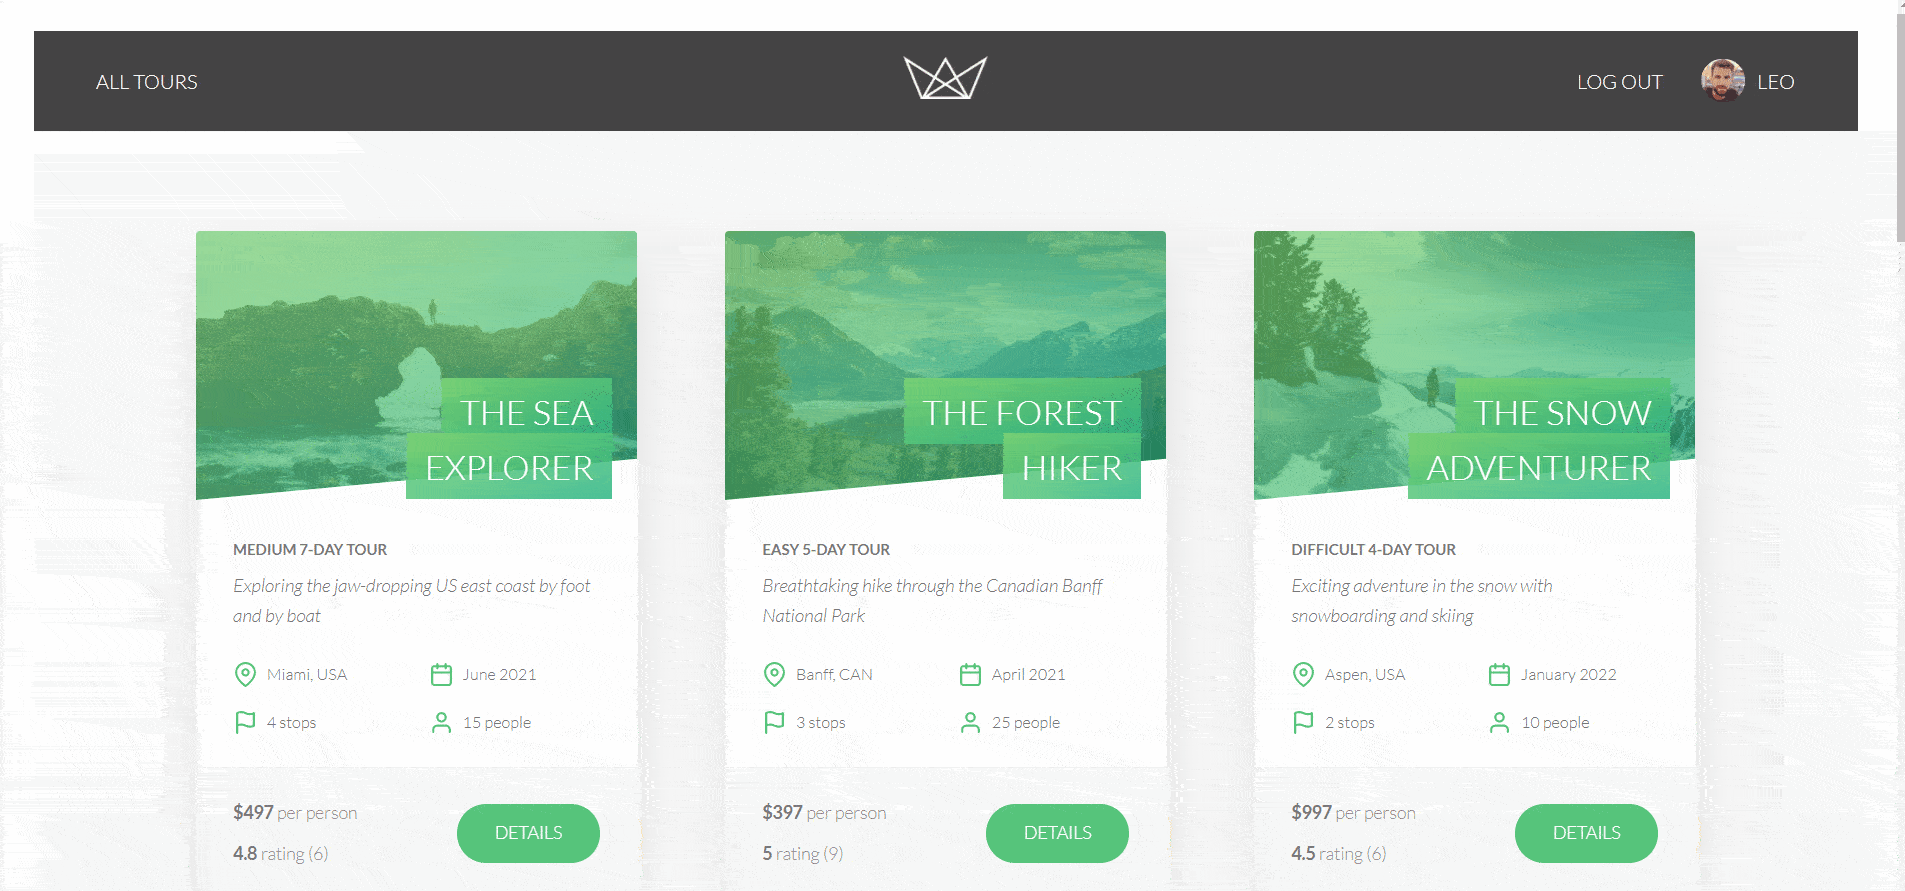 ALL TOURS
LOG OUT
LEO
THE SEA
EXPLORER
MEDIUM 7-DAY TOUR
Exploring the jaw-dropping US east coast by foot
and by boat
Miami, USA
June 2021
4 stops
15 people
$497 per person
4.8 rating (6)
DETAILS
THE FOREST
HIKER
EASY 5-DAY TOUR
Breathtaking hike through the Canadian Banff
National Park
Banff, CAN
April 2021
3 stops
25 people
$397 per person
5 rating (9)
DETAILS
THE SNOW
ADVENTURER
DIFFICULT 4-DAY TOUR
Exciting adventure in the snow with
snowboarding and skiing
Aspen, USA
January 2022
2 stops
10 people
$997 per person
4.5 rating (6)
DETAILS